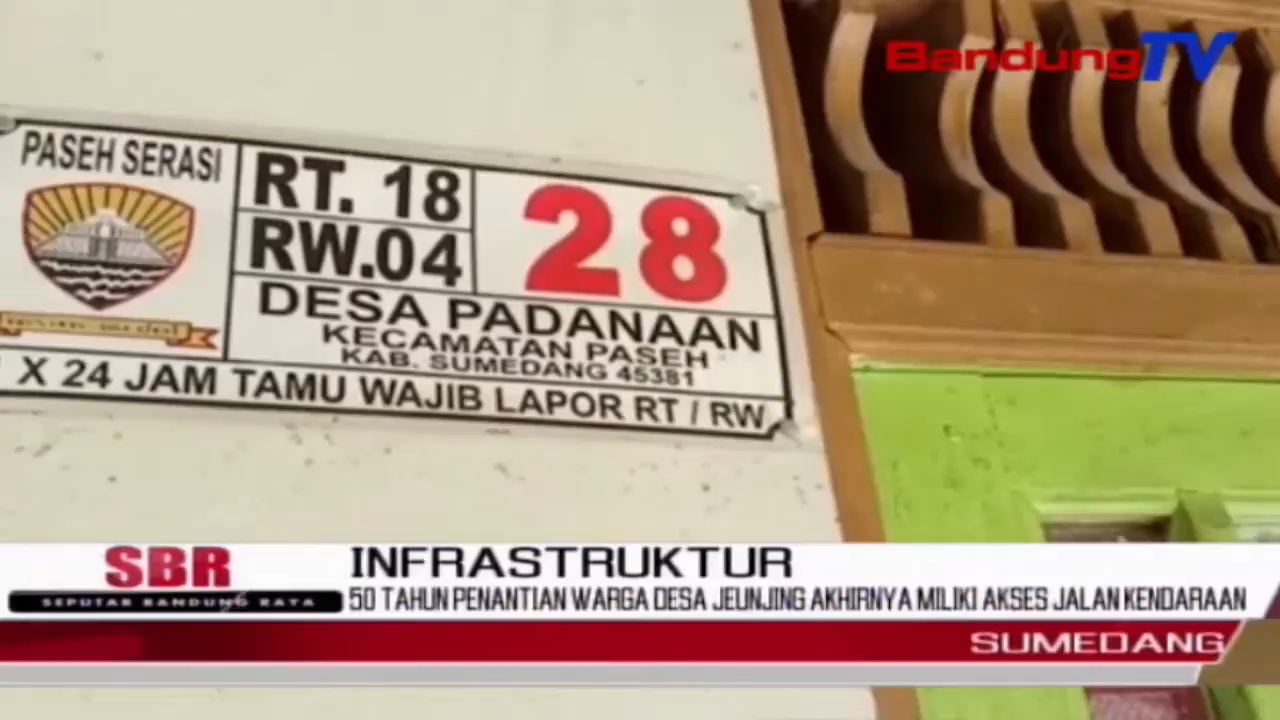 BandungTV
PASEH SERASI
RT. 18
RW.04
28
DESA PADANAAN
KECAMATAN PASEH
KAB. SUMEDANG 45381
X 24 JAM TAMU WAJIB LAPOR RT / RW
SBR
SEPUTAR BANDUNG RAYA
INFRASTRUKTUR
50 TAHUN PENANTIAN WARGA DESA JEUNJING AKHIRNYA MILIKI AKSES JALAN KENDARAAN
SUMEDANG